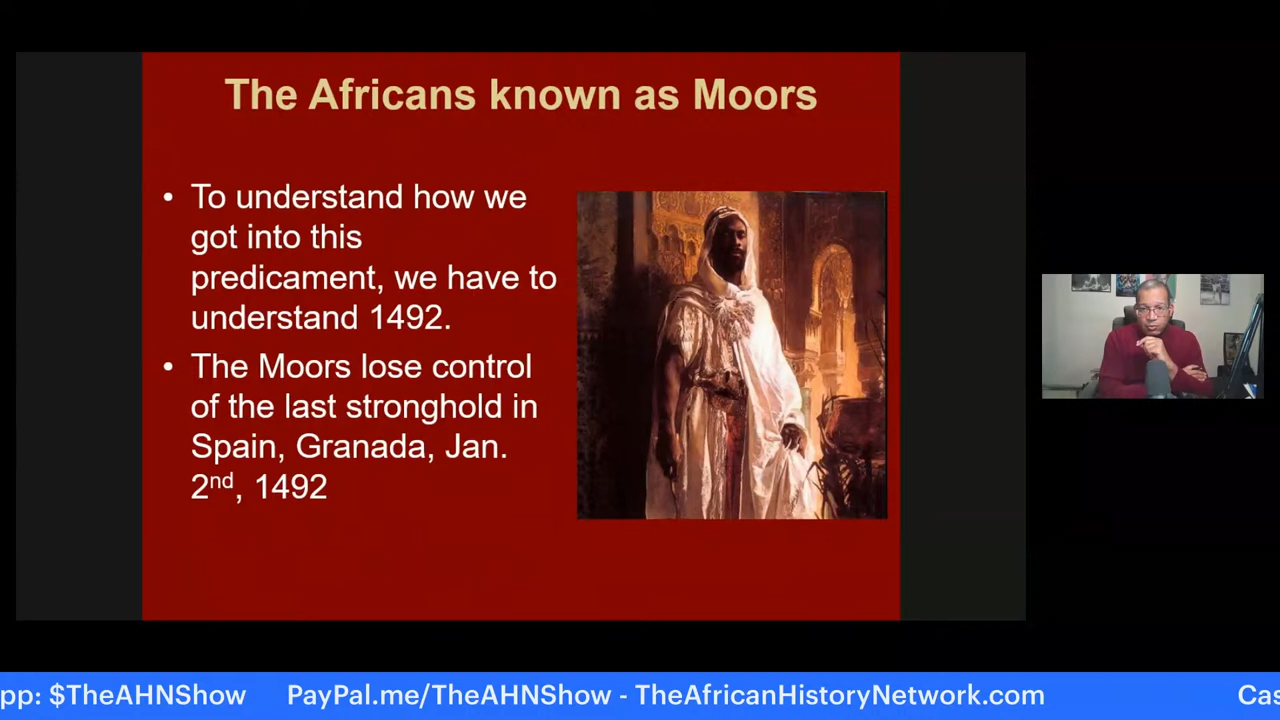 The Africans known as Moors
• To understand how we
got into this
predicament, we have to
understand 1492.
• The Moors lose control
of the last stronghold in
Spain, Granada, Jan.
2nd, 1492
pp: $TheAHNShow PayPal.me/TheAHNShow - TheAfricanHistoryNetwork.com Cas